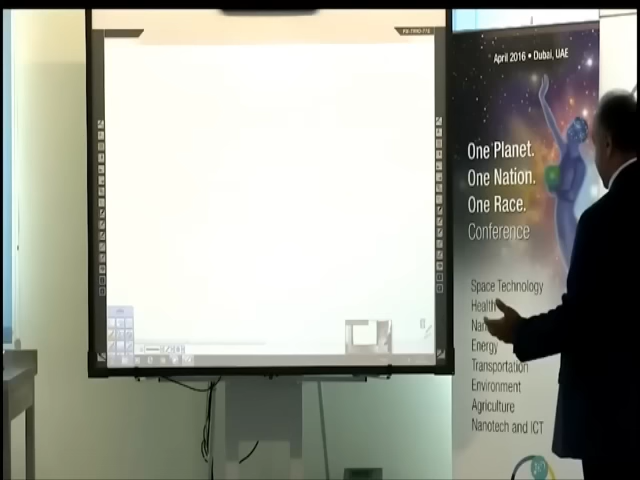 April 2016 • Dubai, UAE
One Planet.
One Nation.
One Race.
Conference
Space Technology
Health
Energy
Transportation
Environment
Agriculture
Nanotech and ICT